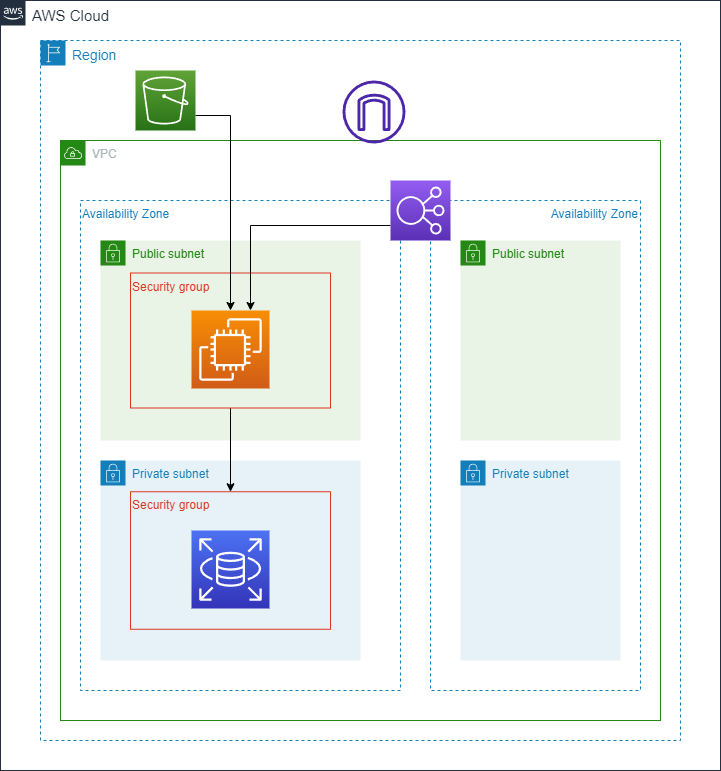 aws
AWS Cloud
Region
VPC
Availability Zone
Availability Zone
Public subnet
Public subnet
Security group
Private subnet
Private subnet
Security group